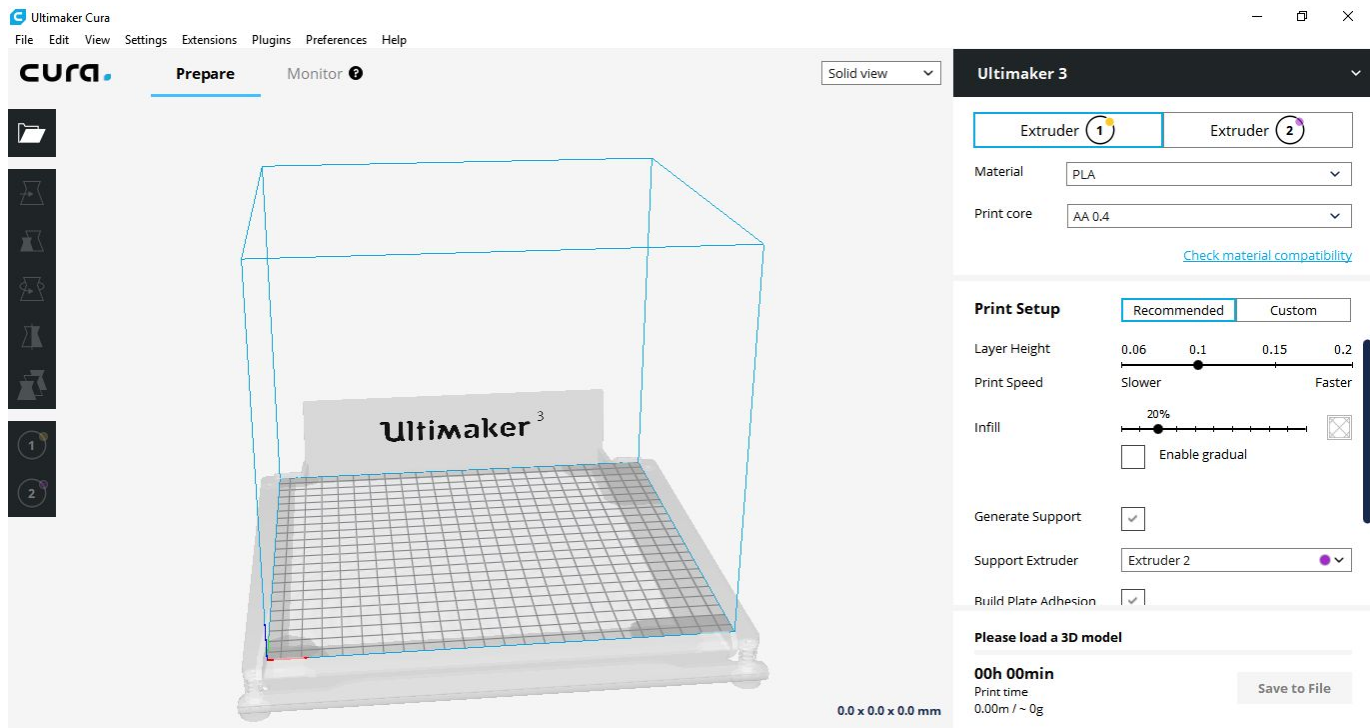 Ultimaker Cura
File Edit View Settings Extensions Plugins Preferences Help
cura.
Prepare
Monitor ?
Solid view
Ultimaker 3
Extruder 1
Extruder 2
Material
PLA
Print core
AA 0.4
Check material compatibility
Print Setup
Recommended
Custom
Layer Height
0.06 0.1 0.15 0.2
Print Speed
Slower
Faster
20%
Infill
Enable gradual
Generate Support
Support Extruder
Extruder 2
Build Plate Adhesion
Please load a 3D model
00h 00min
Print time
0.00m / ~ 0g
Save to File
1
2
Ultimaker 3
0.0 x 0.0 x 0.0 mm